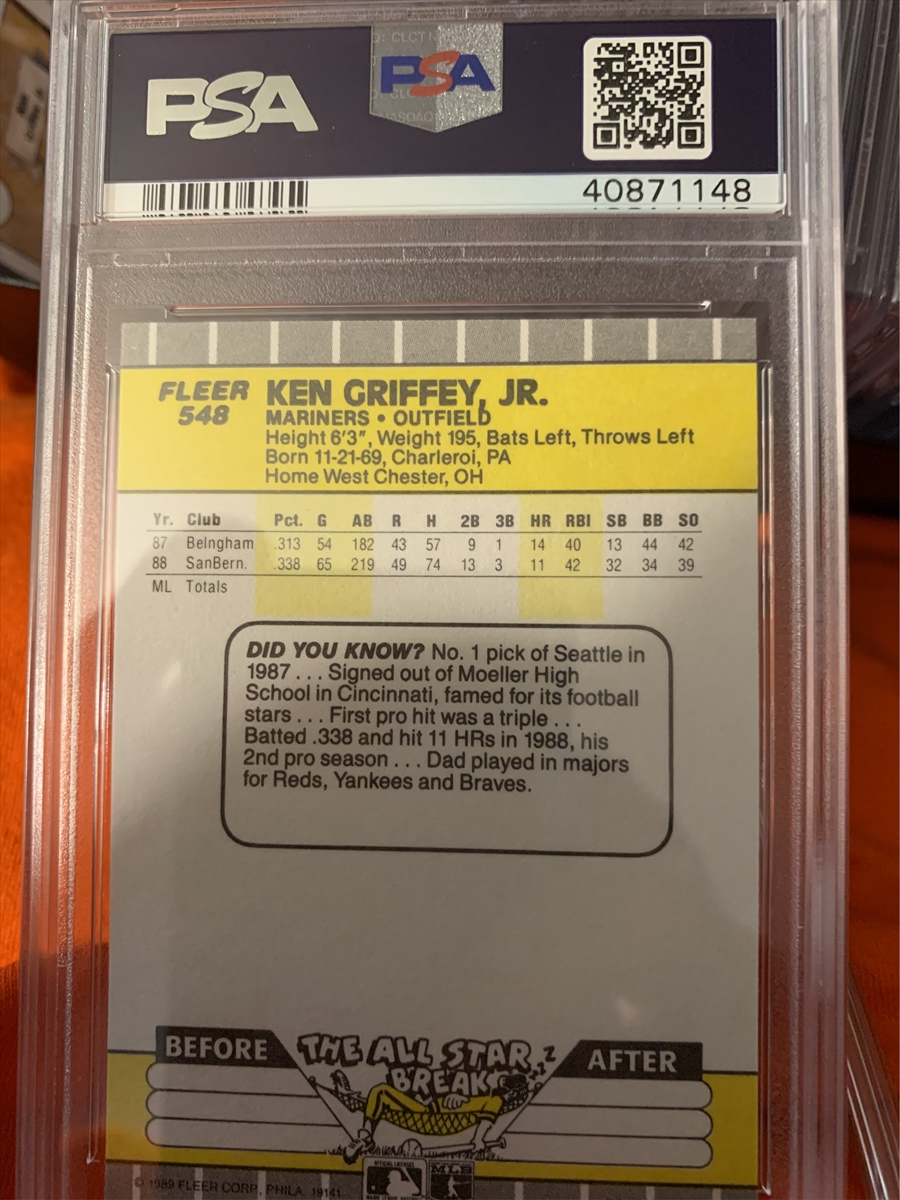 Q: CLCT N
PSA
PSA
NASDAQ
40871148
FLEER
548
KEN GRIFFEY, JR.
MARINERS • OUTFIELD
Height 6'3", Weight 195, Bats Left, Throws Left
Born 11-21-69, Charleroi, PA
Home West Chester, OH
Yr. Club Pct. G AB R H 2B 3B HR RBI SB BB SO
87 Belngham .313 54 182 43 57 9 1 14 40 13 44 42
88 SanBern. .338 65 219 49 74 13 3 11 42 32 34 39
ML Totals
DID YOU KNOW? No. 1 pick of Seattle in
1987 . . . Signed out of Moeller High
School in Cincinnati, famed for its football
stars . . . First pro hit was a triple . . .
Batted .338 and hit 11 HRs in 1988, his
2nd pro season . . . Dad played in majors
for Reds, Yankees and Braves.
BEFORE THE ALL STAR BREAK AFTER
© 1989 FLEER CORP., PHILA. 19141
MLB